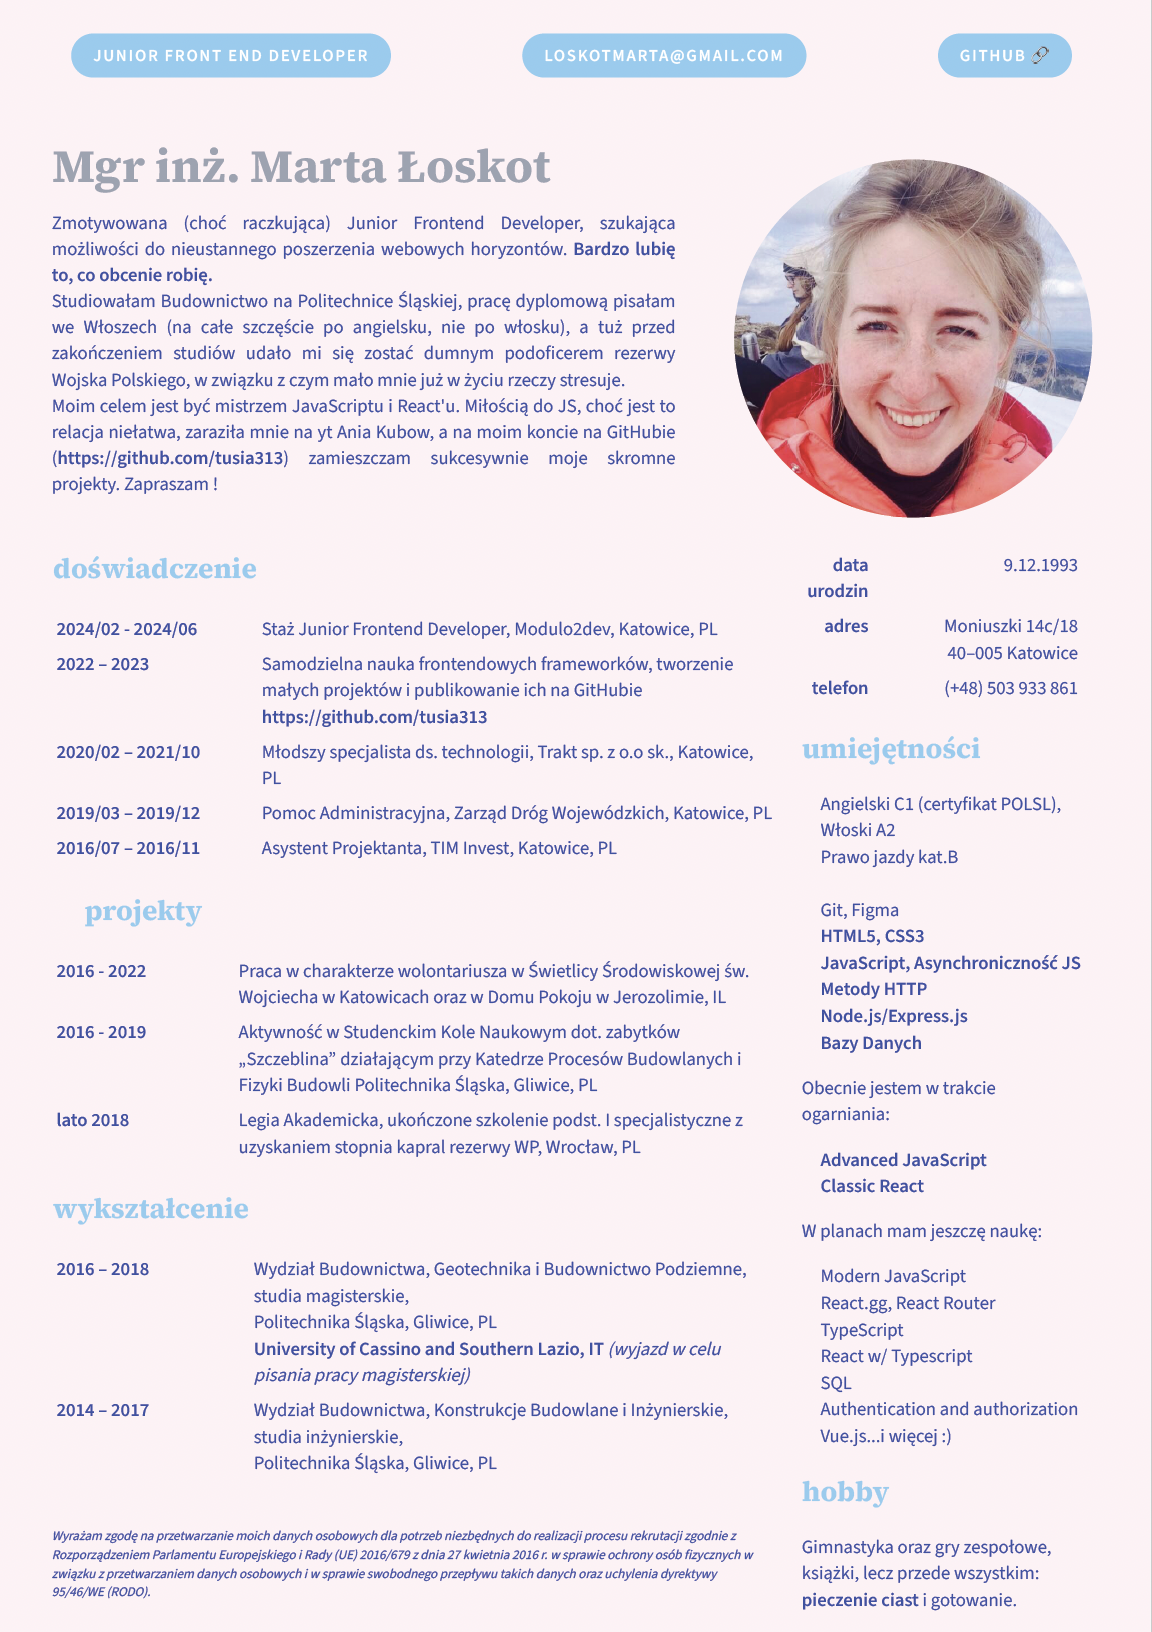 JUNIOR FRONT END DEVELOPER
LOSKOTMARTA@GMAIL.COM
GITHUB
Mgr inż. Marta Łoskot
Zmotywowana (choć raczkująca) Junior Frontend Developer, szukająca
możliwości do nieustannego poszerzenia webowych horyzontów. Bardzo lubię
to, co obcenie robię.
Studiowałam Budownictwo na Politechnice Śląskiej, pracę dyplomową pisałam
we Włoszech (na całe szczęście po angielsku, nie po włosku), a tuż przed
zakończeniem studiów udało mi się zostać dumnym podoficerem rezerwy
Wojska Polskiego, w związku z czym mało mnie już w życiu rzeczy stresuje.
Moim celem jest być mistrzem JavaScriptu i React'u. Miłością do JS, choć jest to
relacja niełatwa, zaraziła mnie na yt Ania Kubow, a na moim koncie na GitHubie
(https://github.com/tusia313) zamieszczam sukcesywnie moje skromne
projekty. Zapraszam !
doświadczenie
2024/02 - 2024/06 Staż Junior Frontend Developer, Modulo2dev, Katowice, PL
2022 – 2023 Samodzielna nauka frontendowych frameworków, tworzenie
małych projektów i publikowanie ich na GitHubie
https://github.com/tusia313
2020/02 – 2021/10 Młodszy specjalista ds. technologii, Trakt sp. z o.o sk., Katowice,
PL
2019/03 – 2019/12 Pomoc Administracyjna, Zarząd Dróg Wojewódzkich, Katowice, PL
2016/07 – 2016/11 Asystent Projektanta, TIM Invest, Katowice, PL
projekty
2016 - 2022 Praca w charakterze wolontariusza w Świetlicy Środowiskowej św.
Wojciecha w Katowicach oraz w Domu Pokoju w Jerozolimie, IL
2016 - 2019 Aktywność w Studenckim Kole Naukowym dot. zabytków
„Szczeblina” działającym przy Katedrze Procesów Budowlanych i
Fizyki Budowli Politechnika Śląska, Gliwice, PL
lato 2018 Legia Akademicka, ukończone szkolenie podst. I specjalistyczne z
uzyskaniem stopnia kapral rezerwy WP, Wrocław, PL
wykształcenie
2016 – 2018 Wydział Budownictwa, Geotechnika i Budownictwo Podziemne,
studia magisterskie,
Politechnika Śląska, Gliwice, PL
University of Cassino and Southern Lazio, IT (wyjazd w celu
pisania pracy magisterskiej)
2014 – 2017 Wydział Budownictwa, Konstrukcje Budowlane i Inżynierskie,
studia inżynierskie,
Politechnika Śląska, Gliwice, PL
Wyrażam zgodę na przetwarzanie moich danych osobowych dla potrzeb niezbędnych do realizacji procesu rekrutacji zgodnie z
Rozporządzeniem Parlamentu Europejskiego i Rady (UE) 2016/679 z dnia 27 kwietnia 2016 r. w sprawie ochrony osób fizycznych w
związku z przetwarzaniem danych osobowych i w sprawie swobodnego przepływu takich danych oraz uchylenia dyrektywy
95/46/WE (RODO).
data 9.12.1993
urodzin
adres Moniuszki 14c/18
40–005 Katowice
telefon (+48) 503 933 861
umiejętności
Angielski C1 (certyfikat POLSL),
Włoski A2
Prawo jazdy kat.B
Git, Figma
HTML5, CSS3
JavaScript, Asynchroniczność JS
Metody HTTP
Node.js/Express.js
Bazy Danych
Obecnie jestem w trakcie
ogarniania:
Advanced JavaScript
Classic React
W planach mam jeszczę naukę:
Modern JavaScript
React.gg, React Router
TypeScript
React w/ Typescript
SQL
Authentication and authorization
Vue.js...i więcej :)
hobby
Gimnastyka oraz gry zespołowe,
książki, lecz przede wszystkim:
pieczenie ciast i gotowanie.